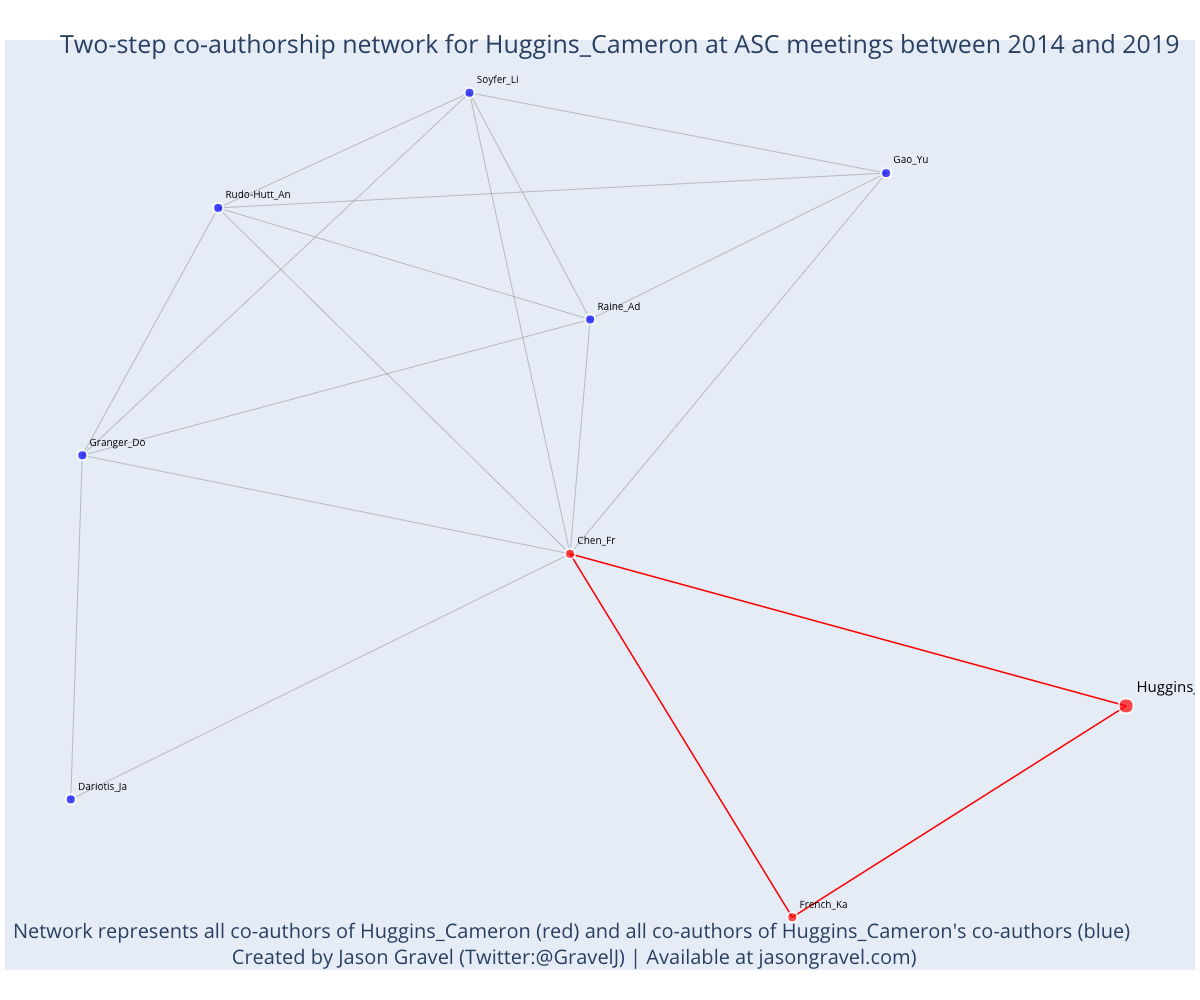 Two-step co-authorship network for Huggins_Cameron at ASC meetings between 2014 and 2019
Soyfer_Li
Gao_Yu
Rudo-Hutt_An
Raine_Ad
Granger_Do
Chen_Fr
Huggins_
Dariotis_Ja
French_Ka
Network represents all co-authors of Huggins_Cameron (red) and all co-authors of Huggins_Cameron's co-authors (blue)
Created by Jason Gravel (Twitter:@GravelJ) | Available at jasongravel.com)